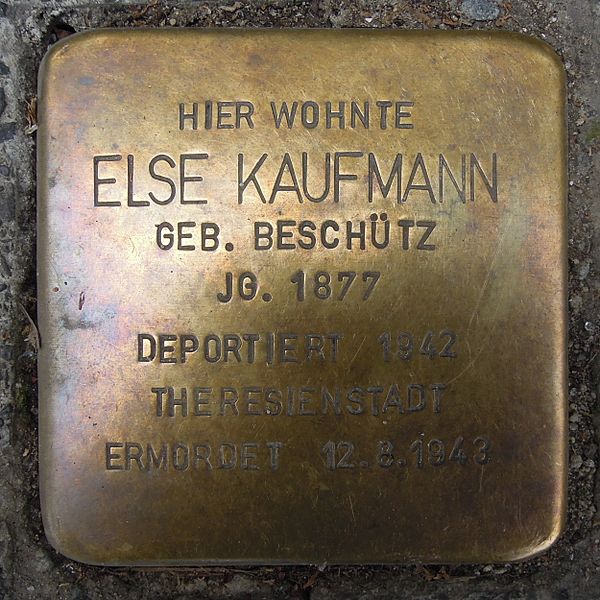 HIER WOHNTE
ELSE KAUFMANN
GEB. BESCHÜTZ
JG. 1877
DEPORTIERT 1942
THERESIENSTADT
ERMORDET 12.8.1943